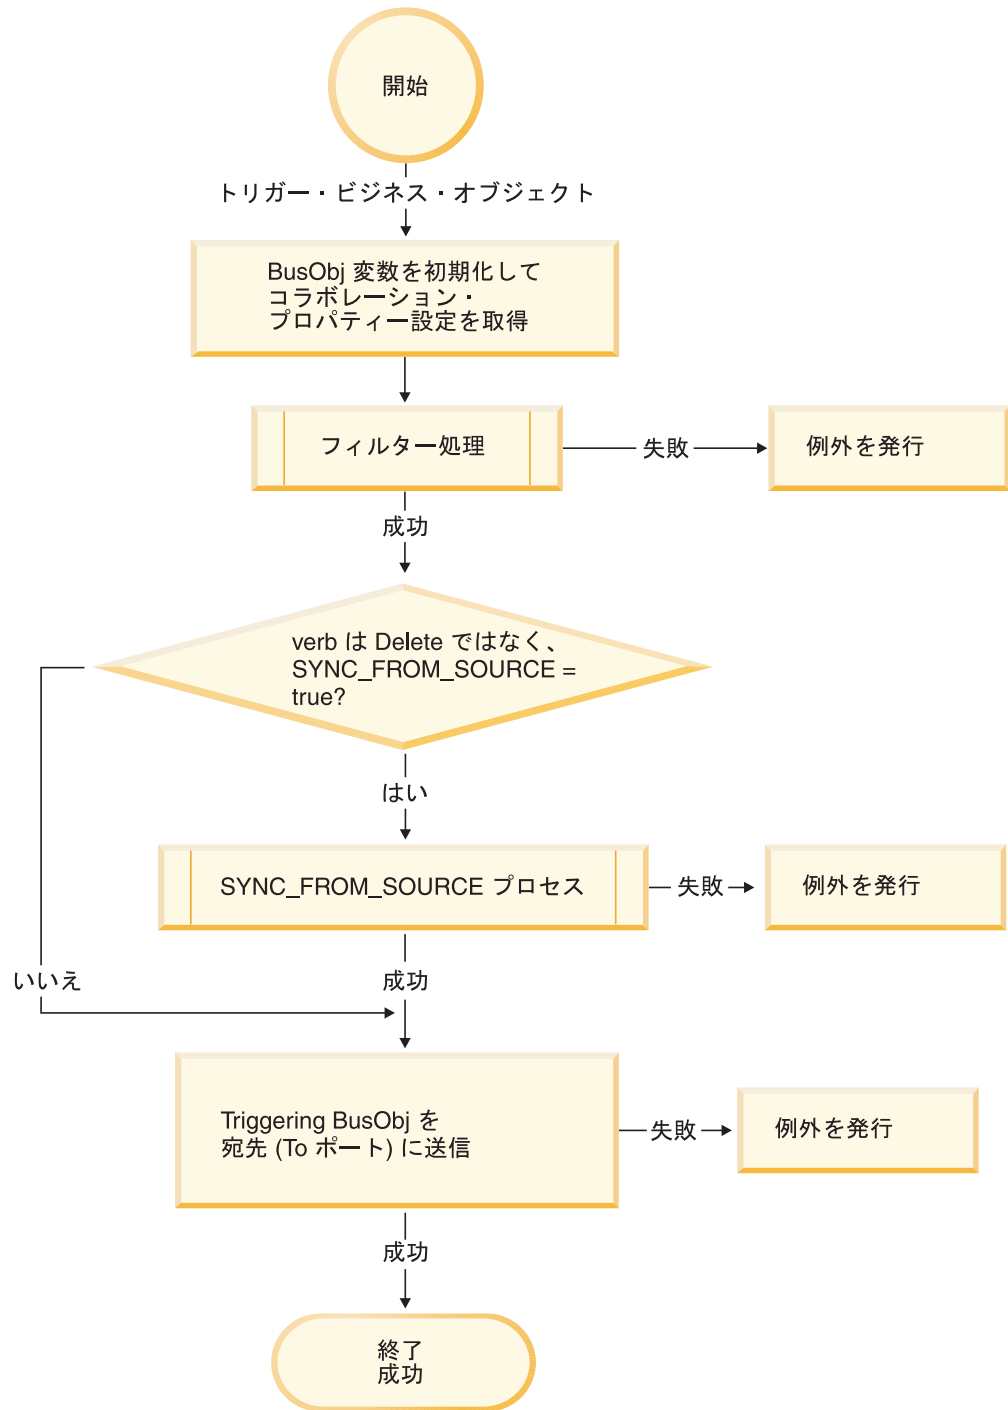 開始
トリガー・ビジネス・オブジェクト
BusObj 変数を初期化して
コラボレーション・
プロパティー設定を取得
フィルター処理
失敗
例外を発行
成功
verb は Delete ではなく、
SYNC_FROM_SOURCE =
true?
はい
SYNC_FROM_SOURCE プロセス
失敗
例外を発行
いいえ
成功
Triggering BusObj を
宛先 (To ポート) に送信
失敗
例外を発行
成功
終了
成功